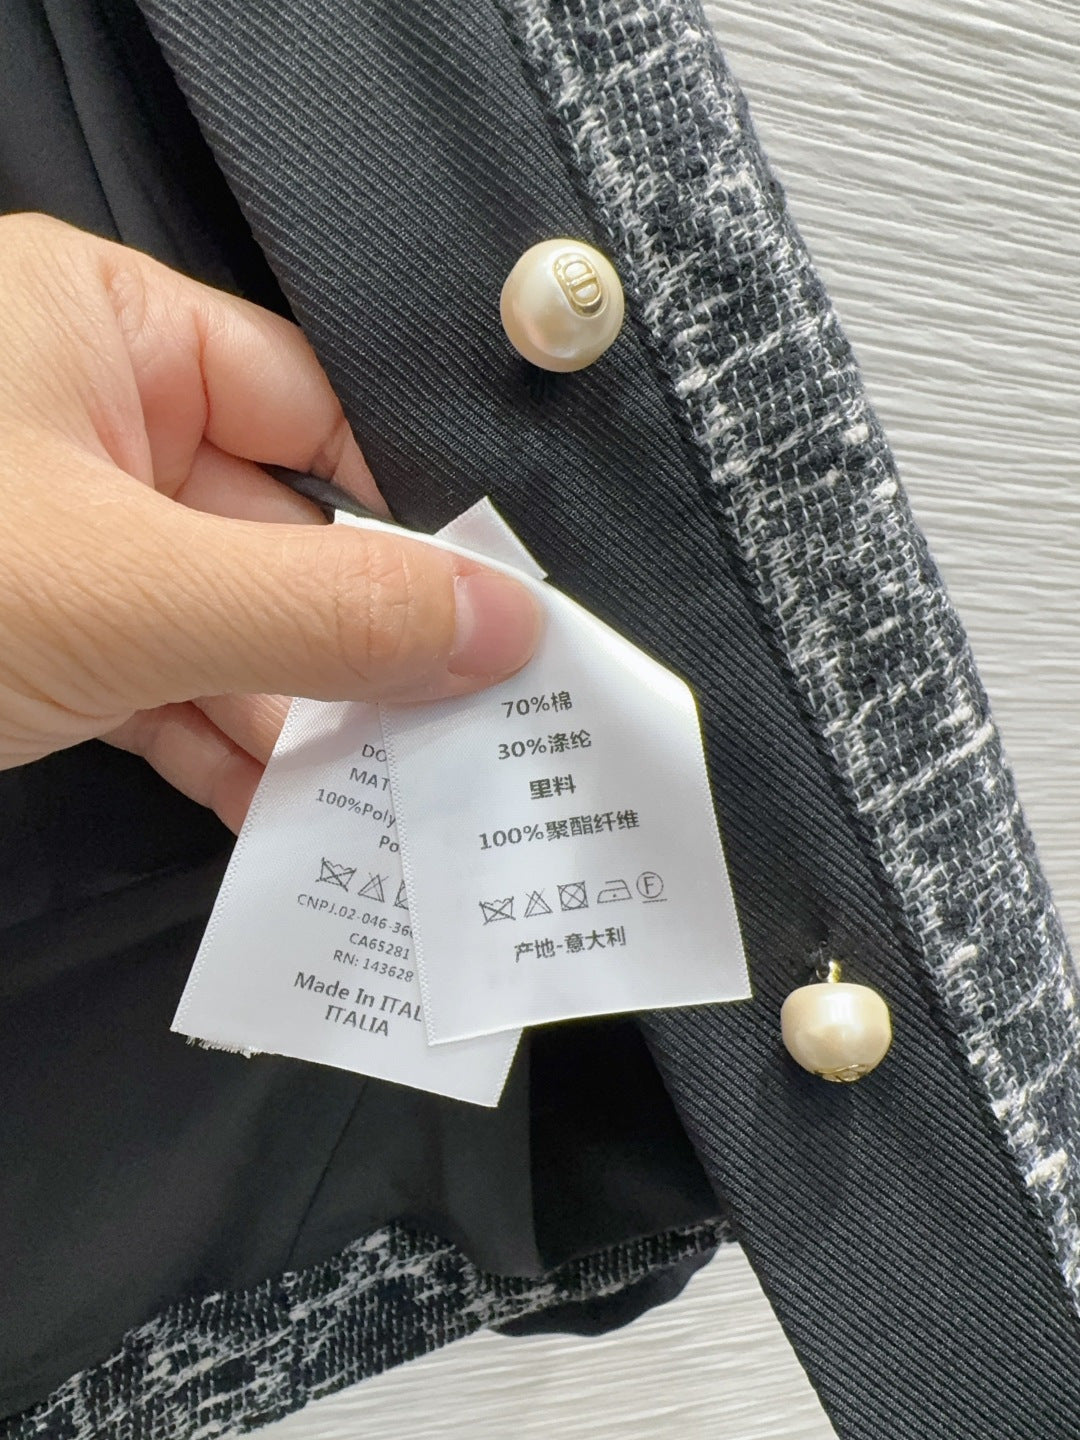 70%棉
30%涤纶
里料
100%聚酯纤维
F
产地-意大利
DO
MAT
100%Poly
Po
CNPJ.02-046-36
CA65281
RN: 143628
Made In ITAL
ITALIA
CD